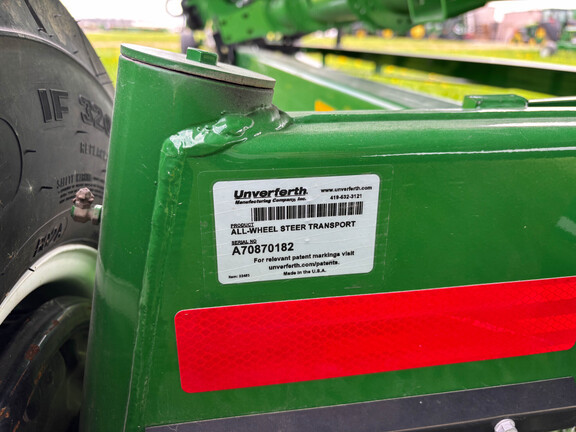 IF 320
Unverferth www.unverferth.com
Manufacturing Company, Inc. 419-532-3121
PRODUCT
ALL-WHEEL STEER TRANSPORT
SERIAL NO
A70870182
For relevant patent markings visit
unverferth.com/patents.
Made in the U.S.A.